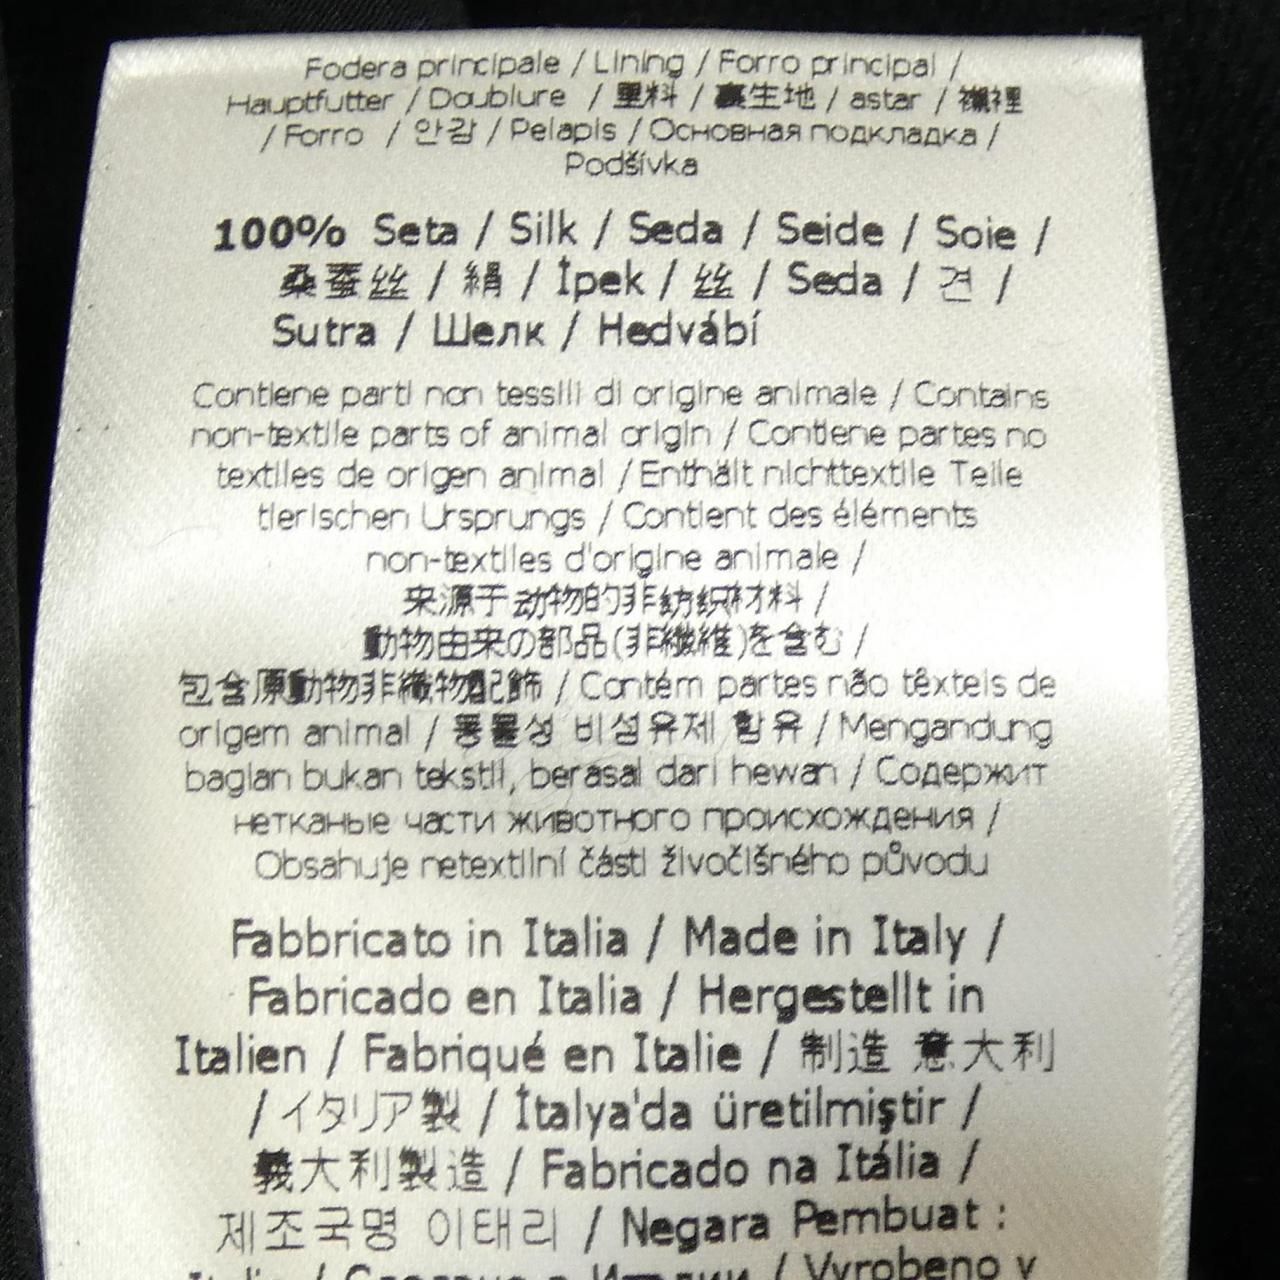 Fodera principale / Lining / Forro principal /
Hauptfutter / Doublure / 里料 / 裏生地 / astar / 襯裡
/ Forro / 안감 / Pelapis / Основная подкладка /
Podšívka
100% Seta / Silk / Seda / Seide / Soie /
桑蚕丝 / 絹 / İpek / 丝 / Seda / 견 /
Sutra / Шелк / Hedvábí
Contiene parti non tessili di origine animale / Contains
non-textile parts of animal origin / Contiene partes no
textiles de origen animal / Enthält nichttextile Teile
tierischen Ursprungs / Contient des éléments
non-textiles d'origine animale /
来源于动物的非纺织材料 /
動物由来の部品(非繊維)を含む /
包含原動物非織物配飾 / Contém partes não têxteis de
origem animal / 동물성 비섬유제 함유 / Mengandung
bagian bukan tekstil, berasal dari hewan / Содержит
нетканые части животного происхождения /
Obsahuje netextilní části živočišného původu
Fabbricato in Italia / Made in Italy /
Fabricado en Italia / Hergestellt in
Italien / Fabriqué en Italie / 制造 意大利
/ イタリア製 / İtalya'da üretilmiştir /
義大利製造 / Fabricado na Itália /
제조국명 이태리 / Negara Pembuat :
Italia / Сделано в Италии / Vyrobeno v